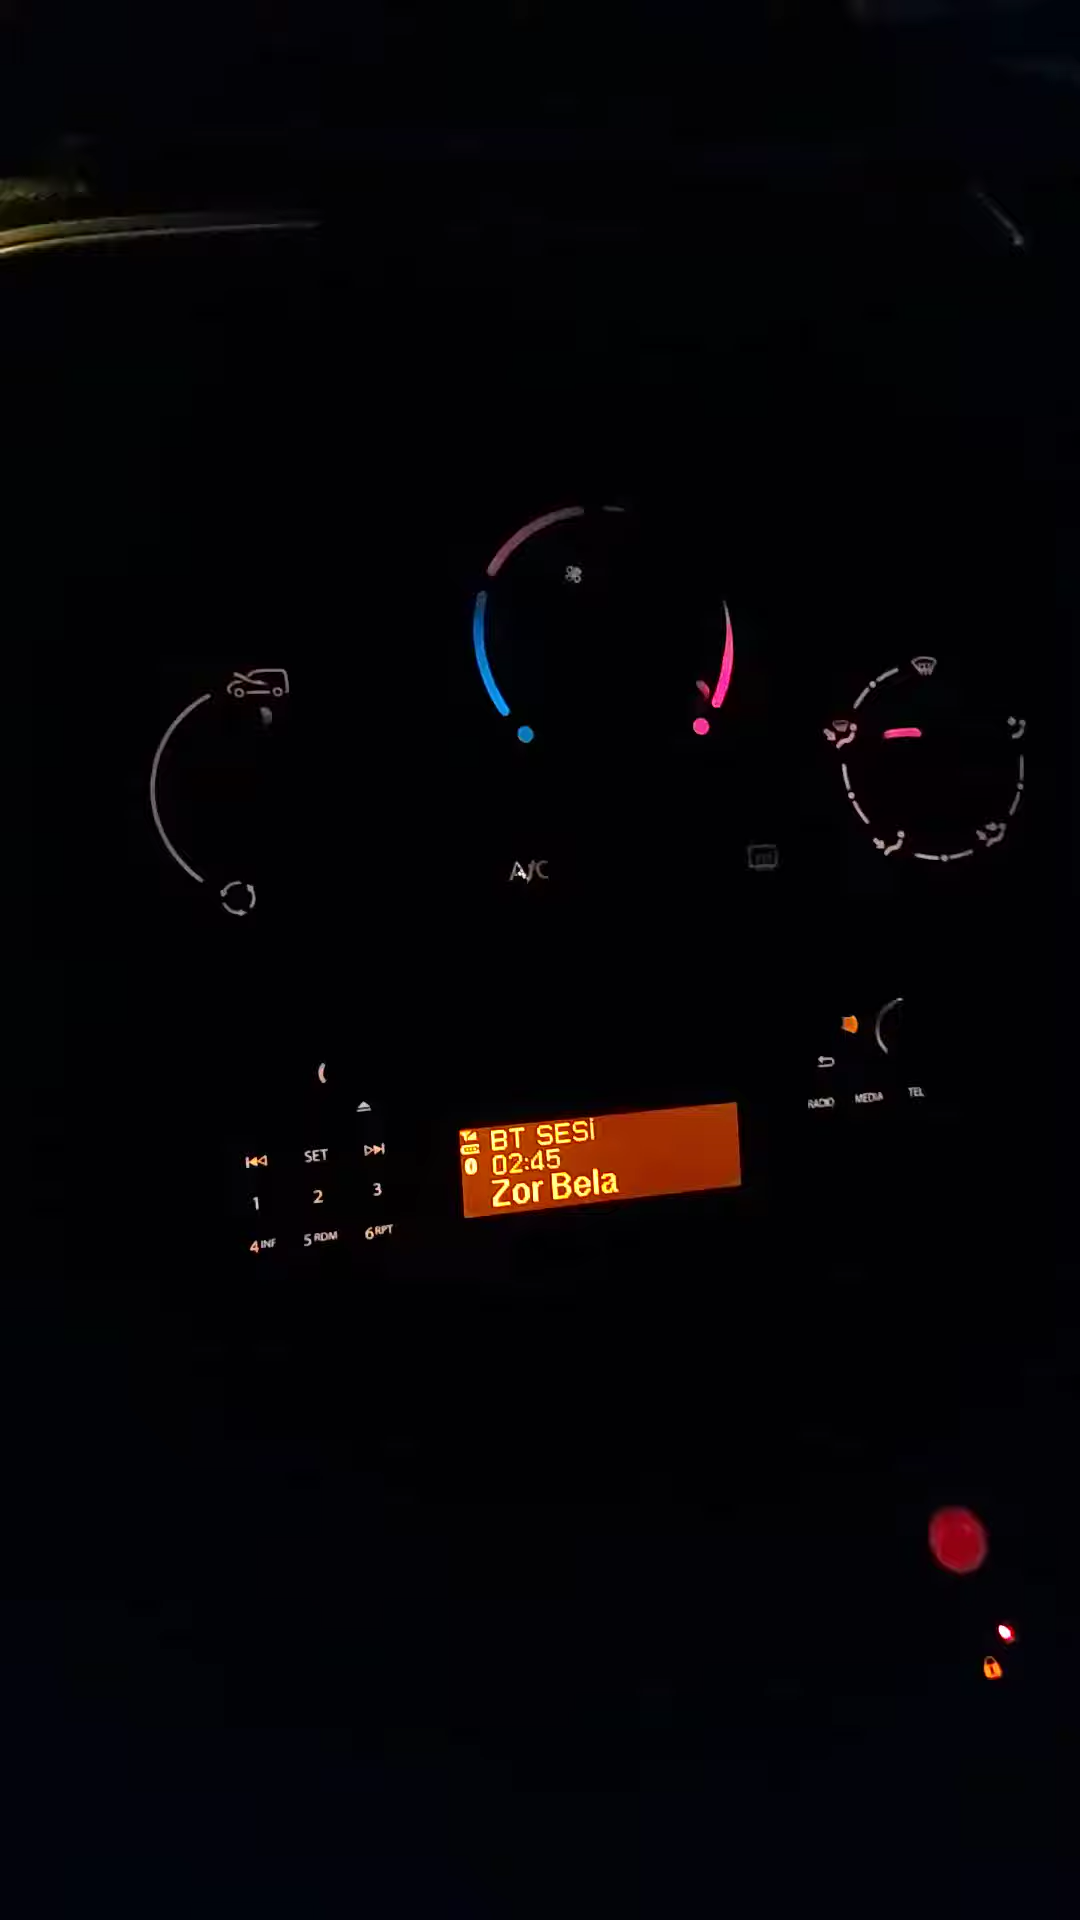 A/C
RADIO MEDIA TEL
BT SESİ
02:45
Zor Bela
SET
1 2 3
4 INF 5 RDM 6 RPT